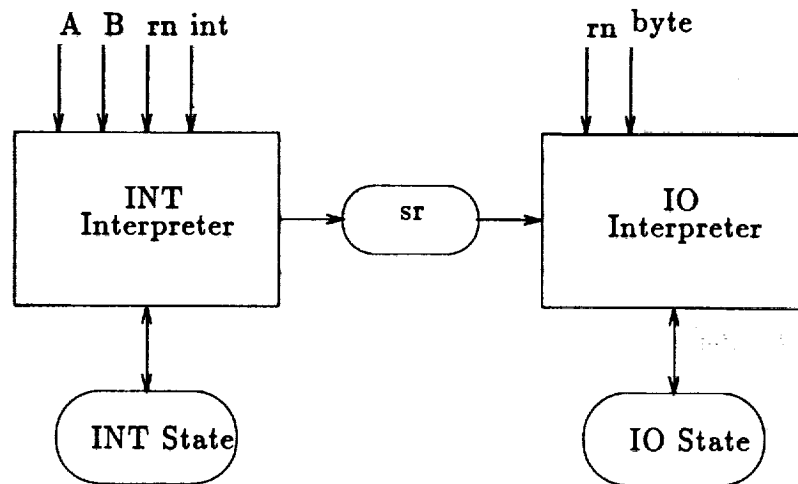 A B rn int
rn byte
INT
Interpreter
sr
IO
Interpreter
INT State
IO State